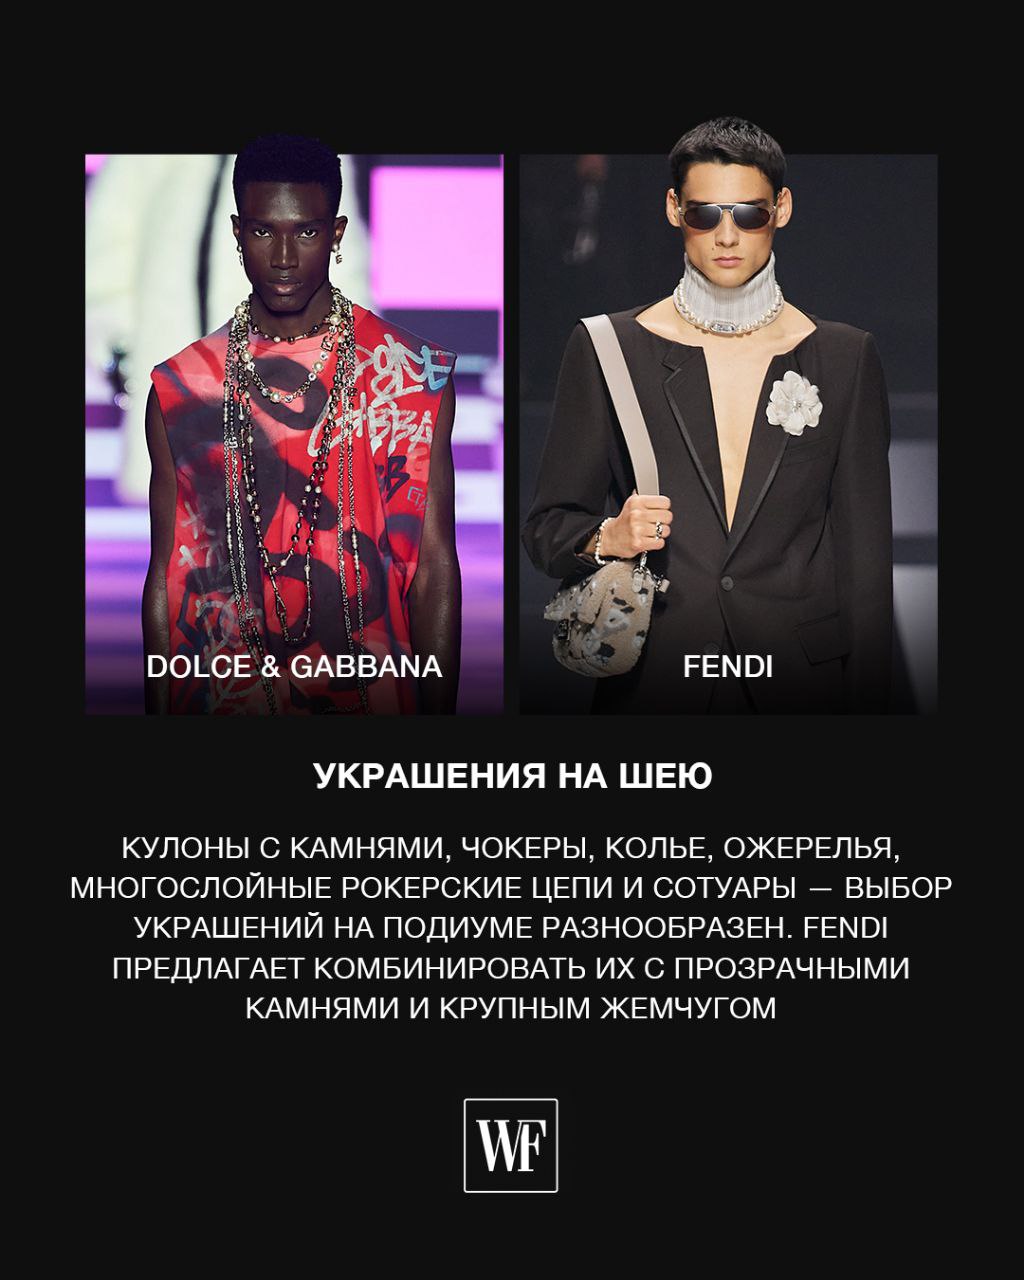 DOLCE & GABBANA
FENDI
УКРАШЕНИЯ НА ШЕЮ
КУЛОНЫ С КАМНЯМИ, ЧОКЕРЫ, КОЛЬЕ, ОЖЕРЕЛЬЯ,
МНОГОСЛОЙНЫЕ РОКЕРСКИЕ ЦЕПИ И СОТУАРЫ — ВЫБОР
УКРАШЕНИЙ НА ПОДИУМЕ РАЗНООБРАЗЕН. FENDI
ПРЕДЛАГАЕТ КОМБИНИРОВАТЬ ИХ С ПРОЗРАЧНЫМИ
КАМНЯМИ И КРУПНЫМ ЖЕМЧУГОМ
WF